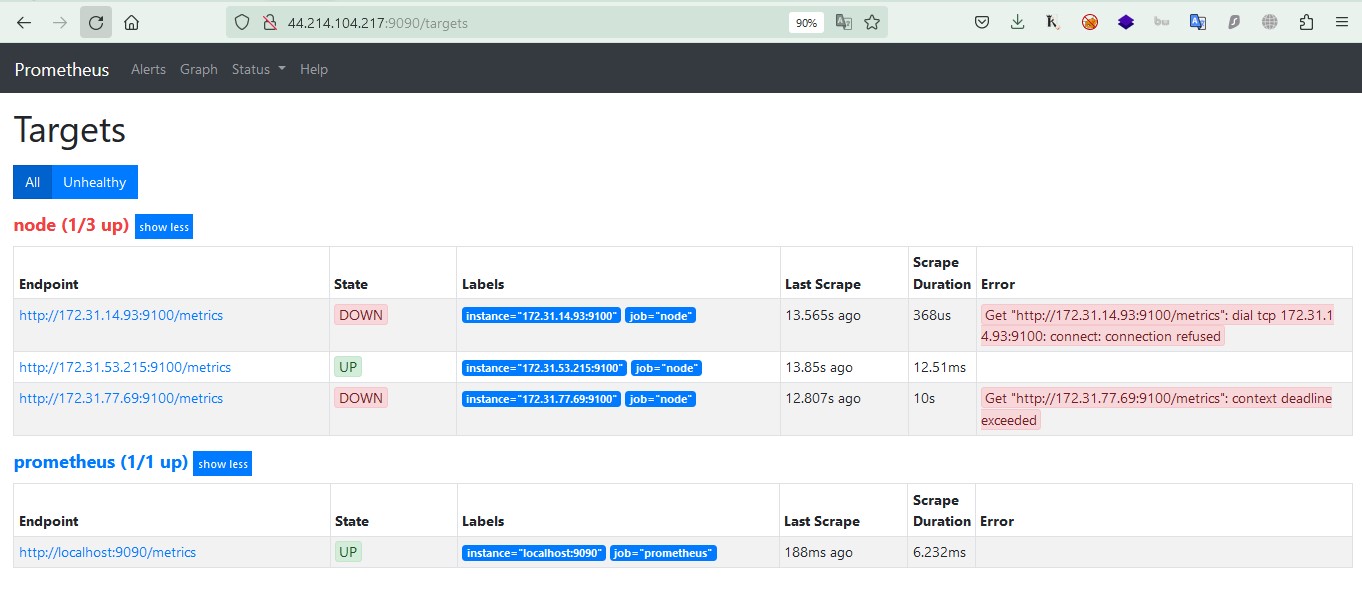 44.214.104.217:9090/targets 90%
Prometheus Alerts Graph Status Help
Targets
All Unhealthy
node (1/3 up) show less
Endpoint State Labels Last Scrape Scrape Duration Error
http://172.31.14.93:9100/metrics DOWN instance="172.31.14.93:9100" job="node" 13.565s ago 368us Get "http://172.31.14.93:9100/metrics": dial tcp 172.31.1
4.93:9100: connect: connection refused
http://172.31.53.215:9100/metrics UP instance="172.31.53.215:9100" job="node" 13.85s ago 12.51ms
http://172.31.77.69:9100/metrics DOWN instance="172.31.77.69:9100" job="node" 12.807s ago 10s Get "http://172.31.77.69:9100/metrics": context deadline
exceeded
prometheus (1/1 up) show less
Endpoint State Labels Last Scrape Scrape Duration Error
http://localhost:9090/metrics UP instance="localhost:9090" job="prometheus" 188ms ago 6.232ms